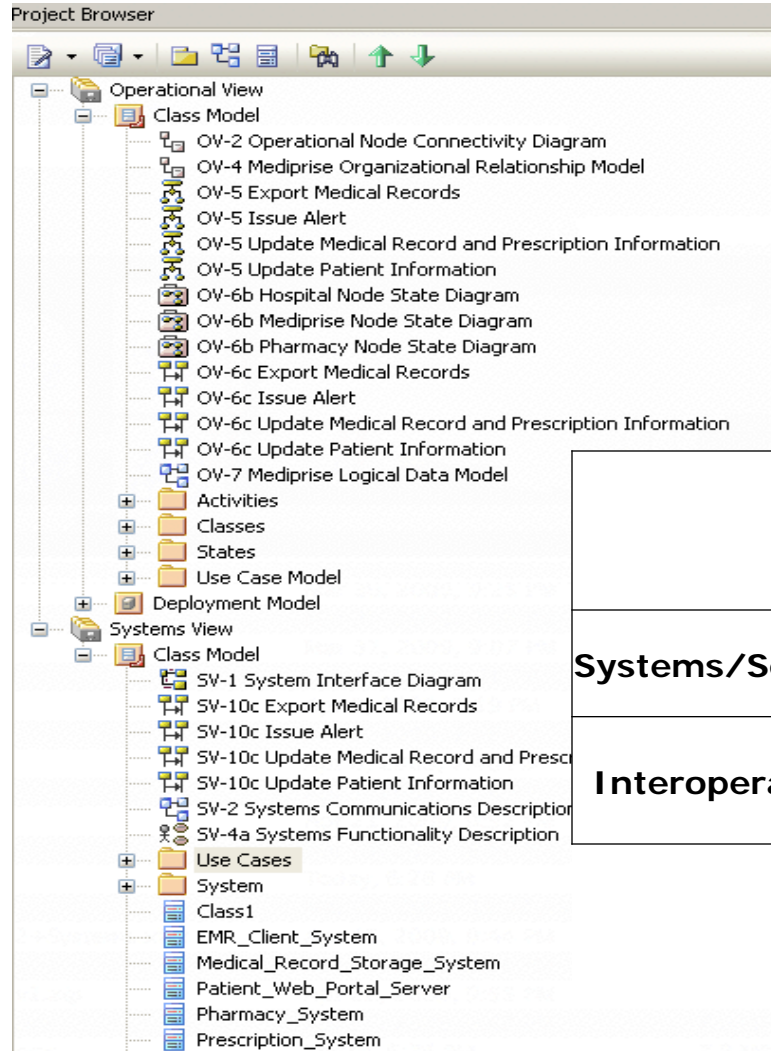 Project Browser
Operational View
Class Model
OV-2 Operational Node Connectivity Diagram
OV-4 Mediprise Organizational Relationship Model
OV-5 Export Medical Records
OV-5 Issue Alert
OV-5 Update Medical Record and Prescription Information
OV-5 Update Patient Information
OV-6b Hospital Node State Diagram
OV-6b Mediprise Node State Diagram
OV-6b Pharmacy Node State Diagram
OV-6c Export Medical Records
OV-6c Issue Alert
OV-6c Update Medical Record and Prescription Information
OV-6c Update Patient Information
OV-7 Mediprise Logical Data Model
Activities
Classes
States
Use Case Model
Deployment Model
Systems View
Class Model
SV-1 System Interface Diagram
SV-10c Export Medical Records
SV-10c Issue Alert
SV-10c Update Medical Record and Presc
SV-10c Update Patient Information
SV-2 Systems Communications Description
SV-4a Systems Functionality Description
Use Cases
System
Class1
EMR_Client_System
Medical_Record_Storage_System
Patient_Web_Portal_Server
Pharmacy_System
Prescription_System
Systems/S
Interopera